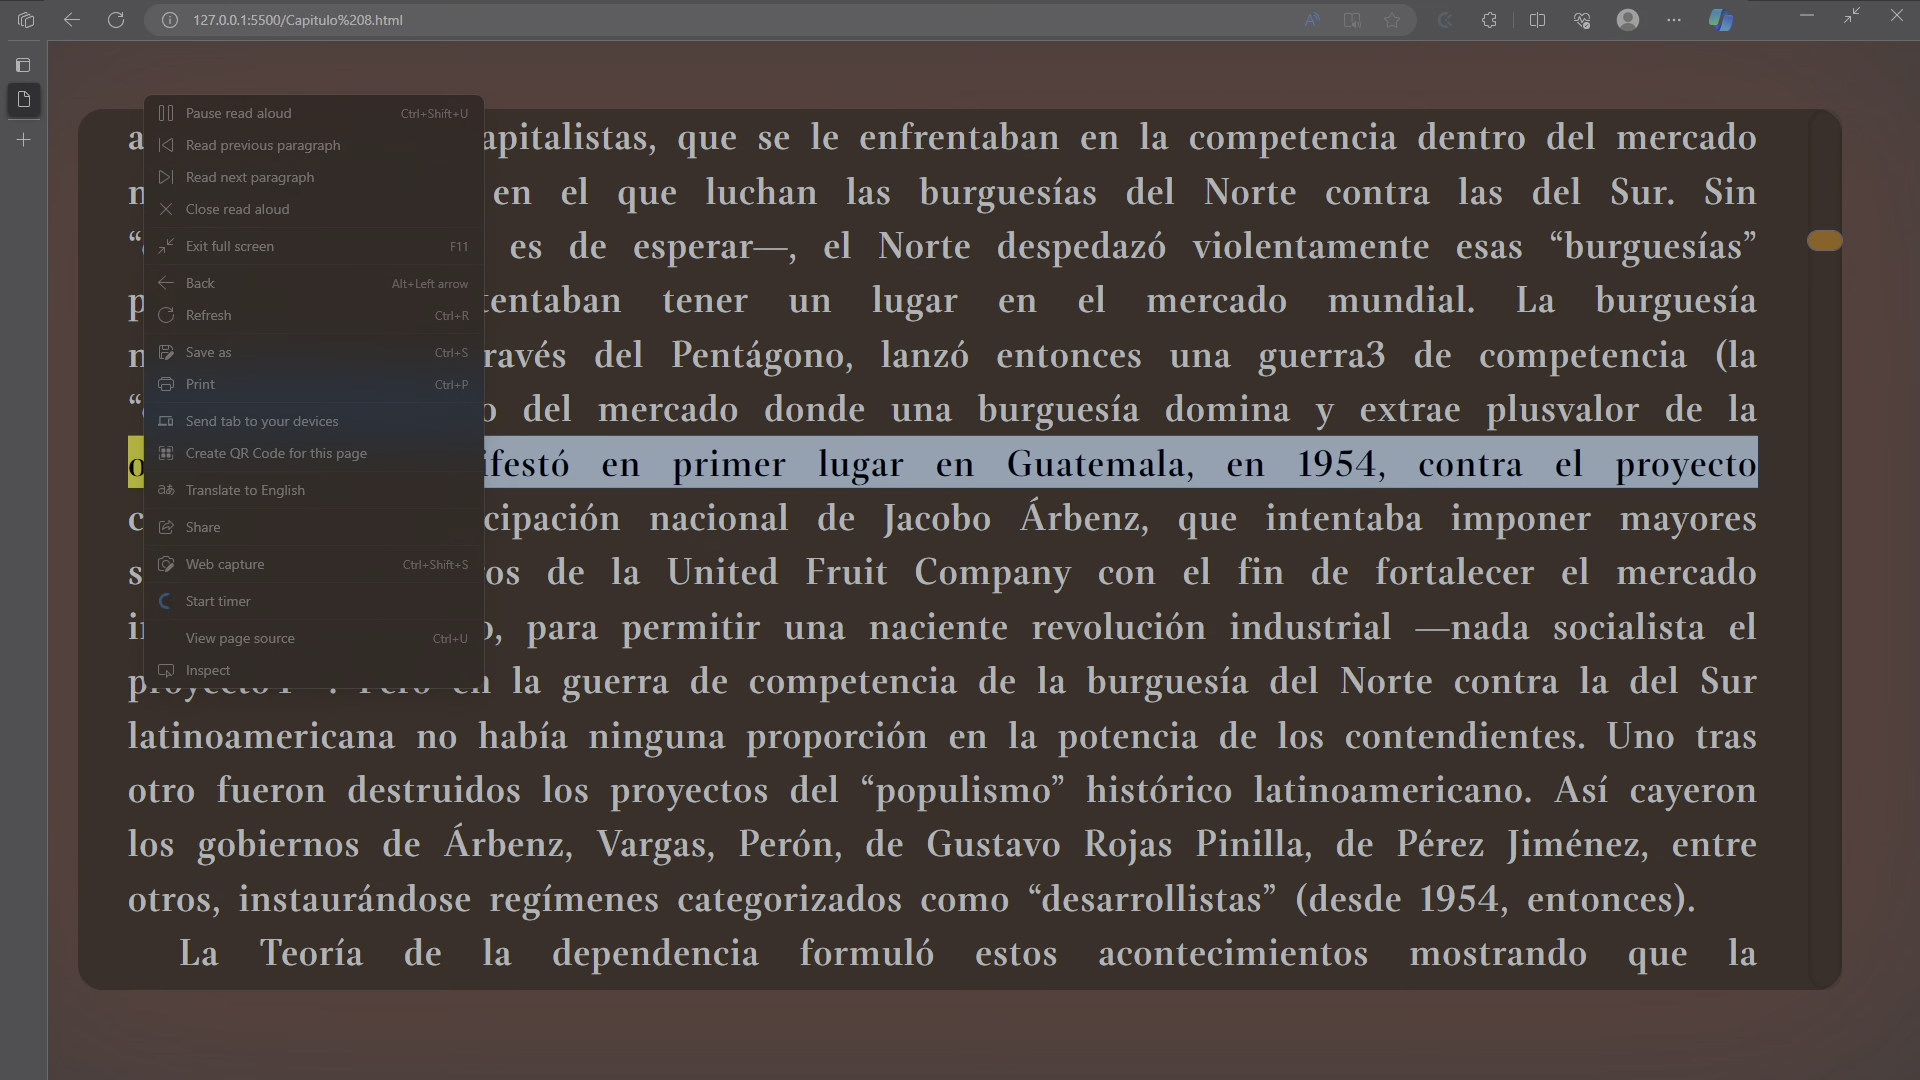 127.0.0.1:5500/Capitulo%208.html
Pause read aloud Ctrl+Shift+U
Read previous paragraph
Read next paragraph
Close read aloud
Exit full screen F11
Back Alt+Left arrow
Refresh Ctrl+R
Save as Ctrl+S
Print Ctrl+P
Send tab to your devices
Create QR Code for this page
Translate to English
Share
Web capture Ctrl+Shift+S
Start timer
View page source Ctrl+U
Inspect
que se le enfrentaban en la competencia dentro del mercado
en el que luchan las burguesías del Norte contra las del Sur. Sin
es de esperar—, el Norte despedazó violentamente esas “burguesías”
tener un lugar en el mercado mundial. La burguesía
del Pentágono, lanzó entonces una guerra3 de competencia (la
del mercado donde una burguesía domina y extrae plusvalor de la
en primer lugar en Guatemala, en 1954, contra el proyecto
nacional de Jacobo Árbenz, que intentaba imponer mayores
de la United Fruit Company con el fin de fortalecer el mercado
para permitir una naciente revolución industrial —nada socialista el
la guerra de competencia de la burguesía del Norte contra la del Sur
latinoamericana no había ninguna proporción en la potencia de los contendientes. Uno tras
otro fueron destruidos los proyectos del “populismo” histórico latinoamericano. Así cayeron
los gobiernos de Árbenz, Vargas, Perón, de Gustavo Rojas Pinilla, de Pérez Jiménez, entre
otros, instaurándose regímenes categorizados como “desarrollistas” (desde 1954, entonces).
La Teoría de la dependencia formuló estos acontecimientos mostrando que la